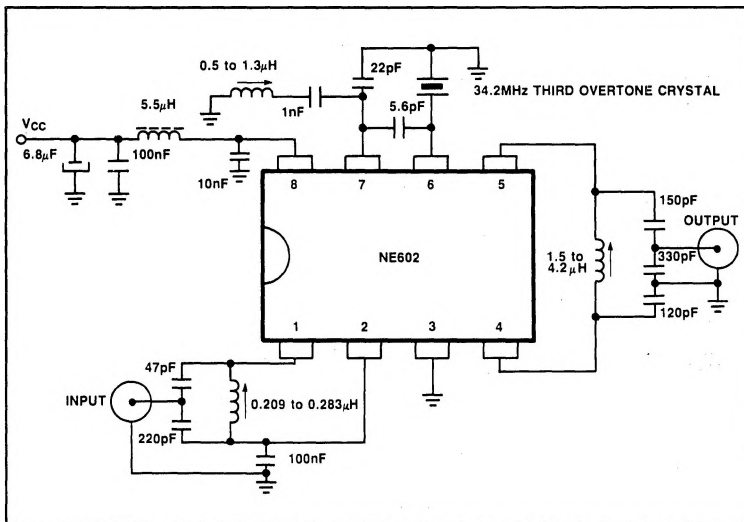 0.5 to 1.3μH
22pF
34.2MHz THIRD OVERTONE CRYSTAL
1nF
5.6pF
5.5μH
VCC
6.8μF
100nF
10nF
8
7
6
5
150pF
OUTPUT
NE602
1.5 to
4.2μH
330pF
120pF
1
2
3
4
47pF
INPUT
0.209 to 0.283μH
220pF
100nF